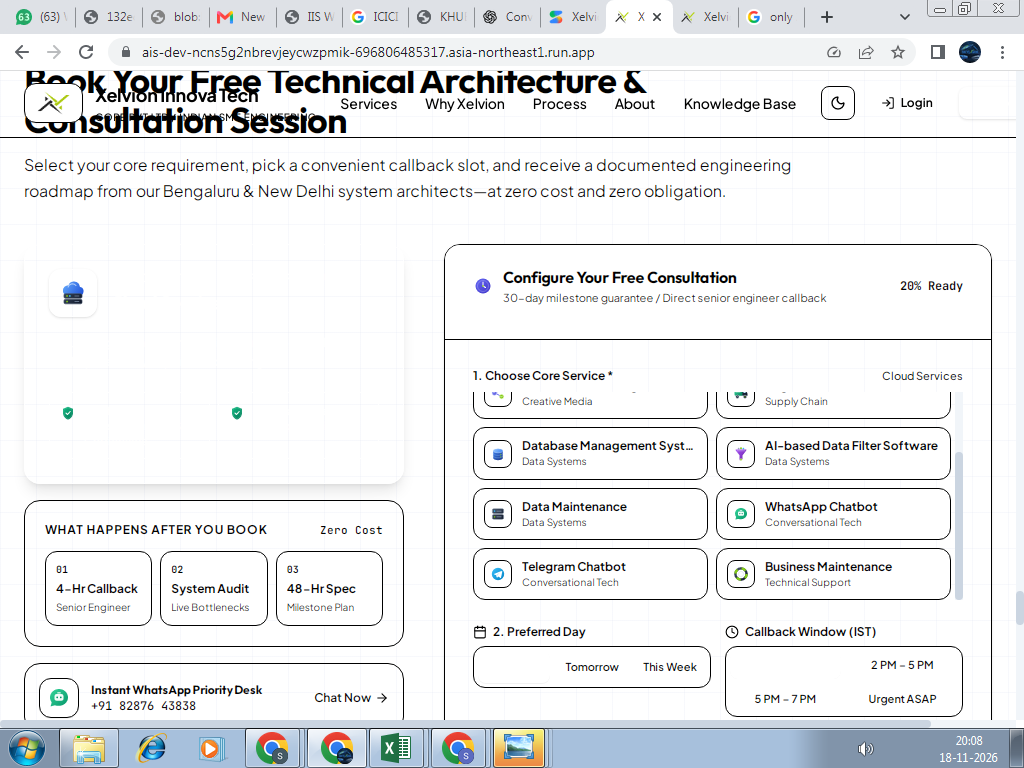 63 (63) V
132e
blob:
New
IIS W
ICICI
KHUI
Conv
Xelvi
X
Xelvi
only
ais-dev-ncns5g2nbrevjeycwzpmik-696806485317.asia-northeast1.run.app
Book Your Free Technical Architecture &
Consultation Session
Xelvion InnovaTech
Services
Why Xelvion
Process
About
Knowledge Base
Login
Select your core requirement, pick a convenient callback slot, and receive a documented engineering
roadmap from our Bengaluru & New Delhi system architects—at zero cost and zero obligation.
Configure Your Free Consultation
30-day milestone guarantee / Direct senior engineer callback
20% Ready
1. Choose Core Service *
Cloud Services
Creative Media
Supply Chain
Database Management Syst...
Data Systems
AI-based Data Filter Software
Data Systems
Data Maintenance
Data Systems
WhatsApp Chatbot
Conversational Tech
Telegram Chatbot
Conversational Tech
Business Maintenance
Technical Support
2. Preferred Day
Tomorrow
This Week
Callback Window (IST)
2 PM – 5 PM
5 PM – 7 PM
Urgent ASAP
WHAT HAPPENS AFTER YOU BOOK
Zero Cost
01
4-Hr Callback
Senior Engineer
02
System Audit
Live Bottlenecks
03
48-Hr Spec
Milestone Plan
Instant WhatsApp Priority Desk
+91 82876 43838
Chat Now →
20:08
18-11-2026